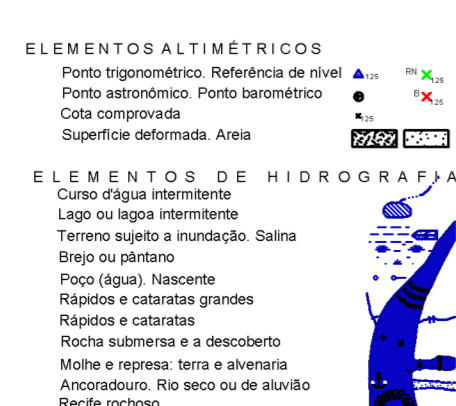 ELEMENTOS ALTIMÉTRICOS
Ponto trigonométrico. Referência de nível 125 RN 125
Ponto astronômico. Ponto barométrico B 125
Cota comprovada 125
Superfície deformada. Areia
ELEMENTOS DE HIDROGRAFIA
Curso d'água intermitente
Lago ou lagoa intermitente
Terreno sujeito a inundação. Salina
Brejo ou pântano
Poço (água). Nascente
Rápidos e cataratas grandes
Rápidos e cataratas
Rocha submersa e a descoberto
Molhe e represa: terra e alvenaria
Ancoradouro. Rio seco ou de aluvião
Recife rochoso